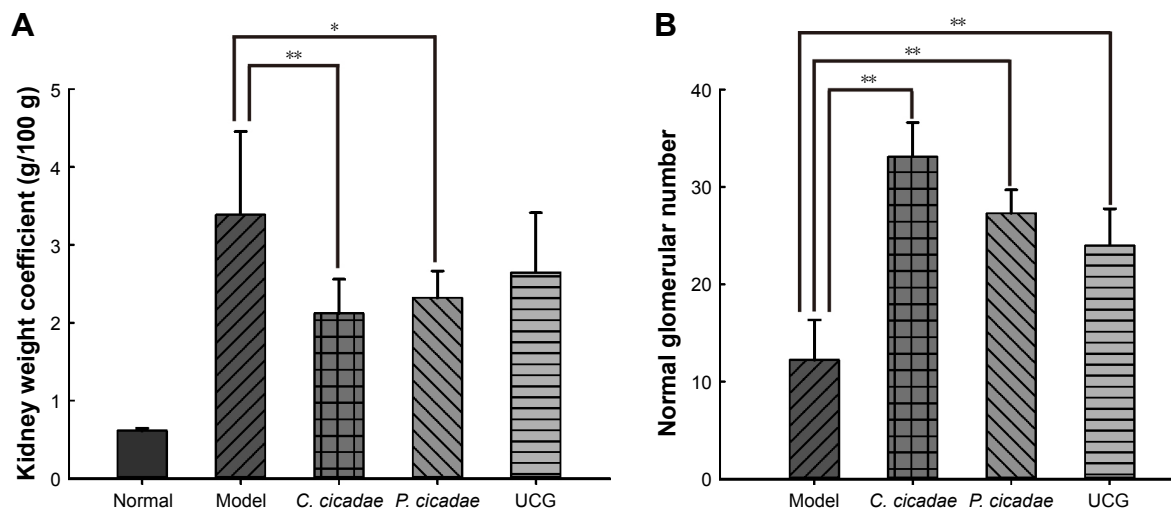 A
Kidney weight coefficient (g/100 g)
5
4
3
2
1
0
*
**
Normal Model C. cicadae P. cicadae UCG
B
Normal glomerular number
40
30
20
10
0
**
**
**
Model C. cicadae P. cicadae UCG